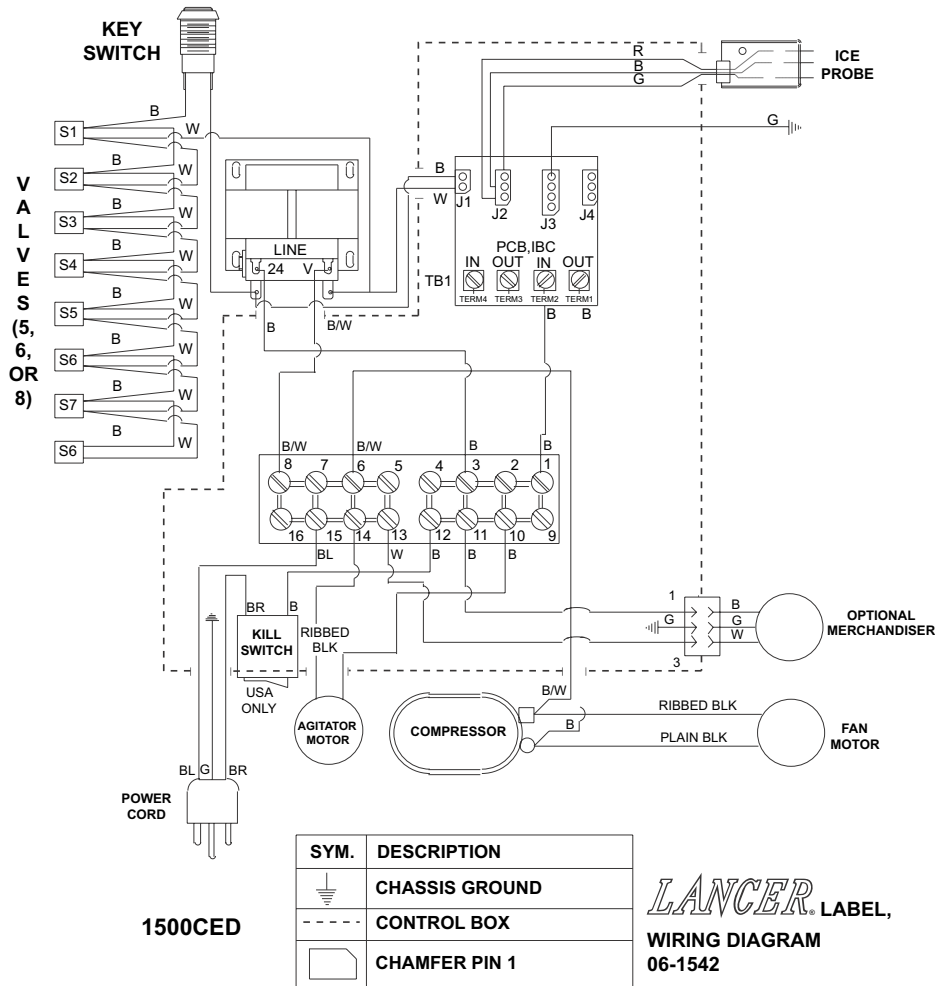 KEY
SWITCH
ICE
PROBE
R
B
G
G
B
W
S1
S2
S3
S4
S5
S6
S7
S6
B
W
B
W
B
W
B
W
B
W
B
W
B
W
V
A
L
V
E
S
(5,
6,
OR
8)
LINE
24 V
B
W
J1
J2
J3
J4
PCB,IBC
IN OUT IN OUT
TB1
TERM4 TERM3 TERM2 TERM1
B B
B
B/W
B/W B/W B B
8 7 6 5 4 3 2 1
16 15 14 13 12 11 10 9
BL W B B B
BR B
KILL
SWITCH
USA
ONLY
RIBBED
BLK
AGITATOR
MOTOR
1
G
3
B
G
W
OPTIONAL
MERCHANDISER
B/W
B
COMPRESSOR
RIBBED BLK
PLAIN BLK
FAN
MOTOR
BL G BR
POWER
CORD
SYM. DESCRIPTION
CHASSIS GROUND
CONTROL BOX
CHAMFER PIN 1
1500CED
LANCER® LABEL,
WIRING DIAGRAM
06-1542